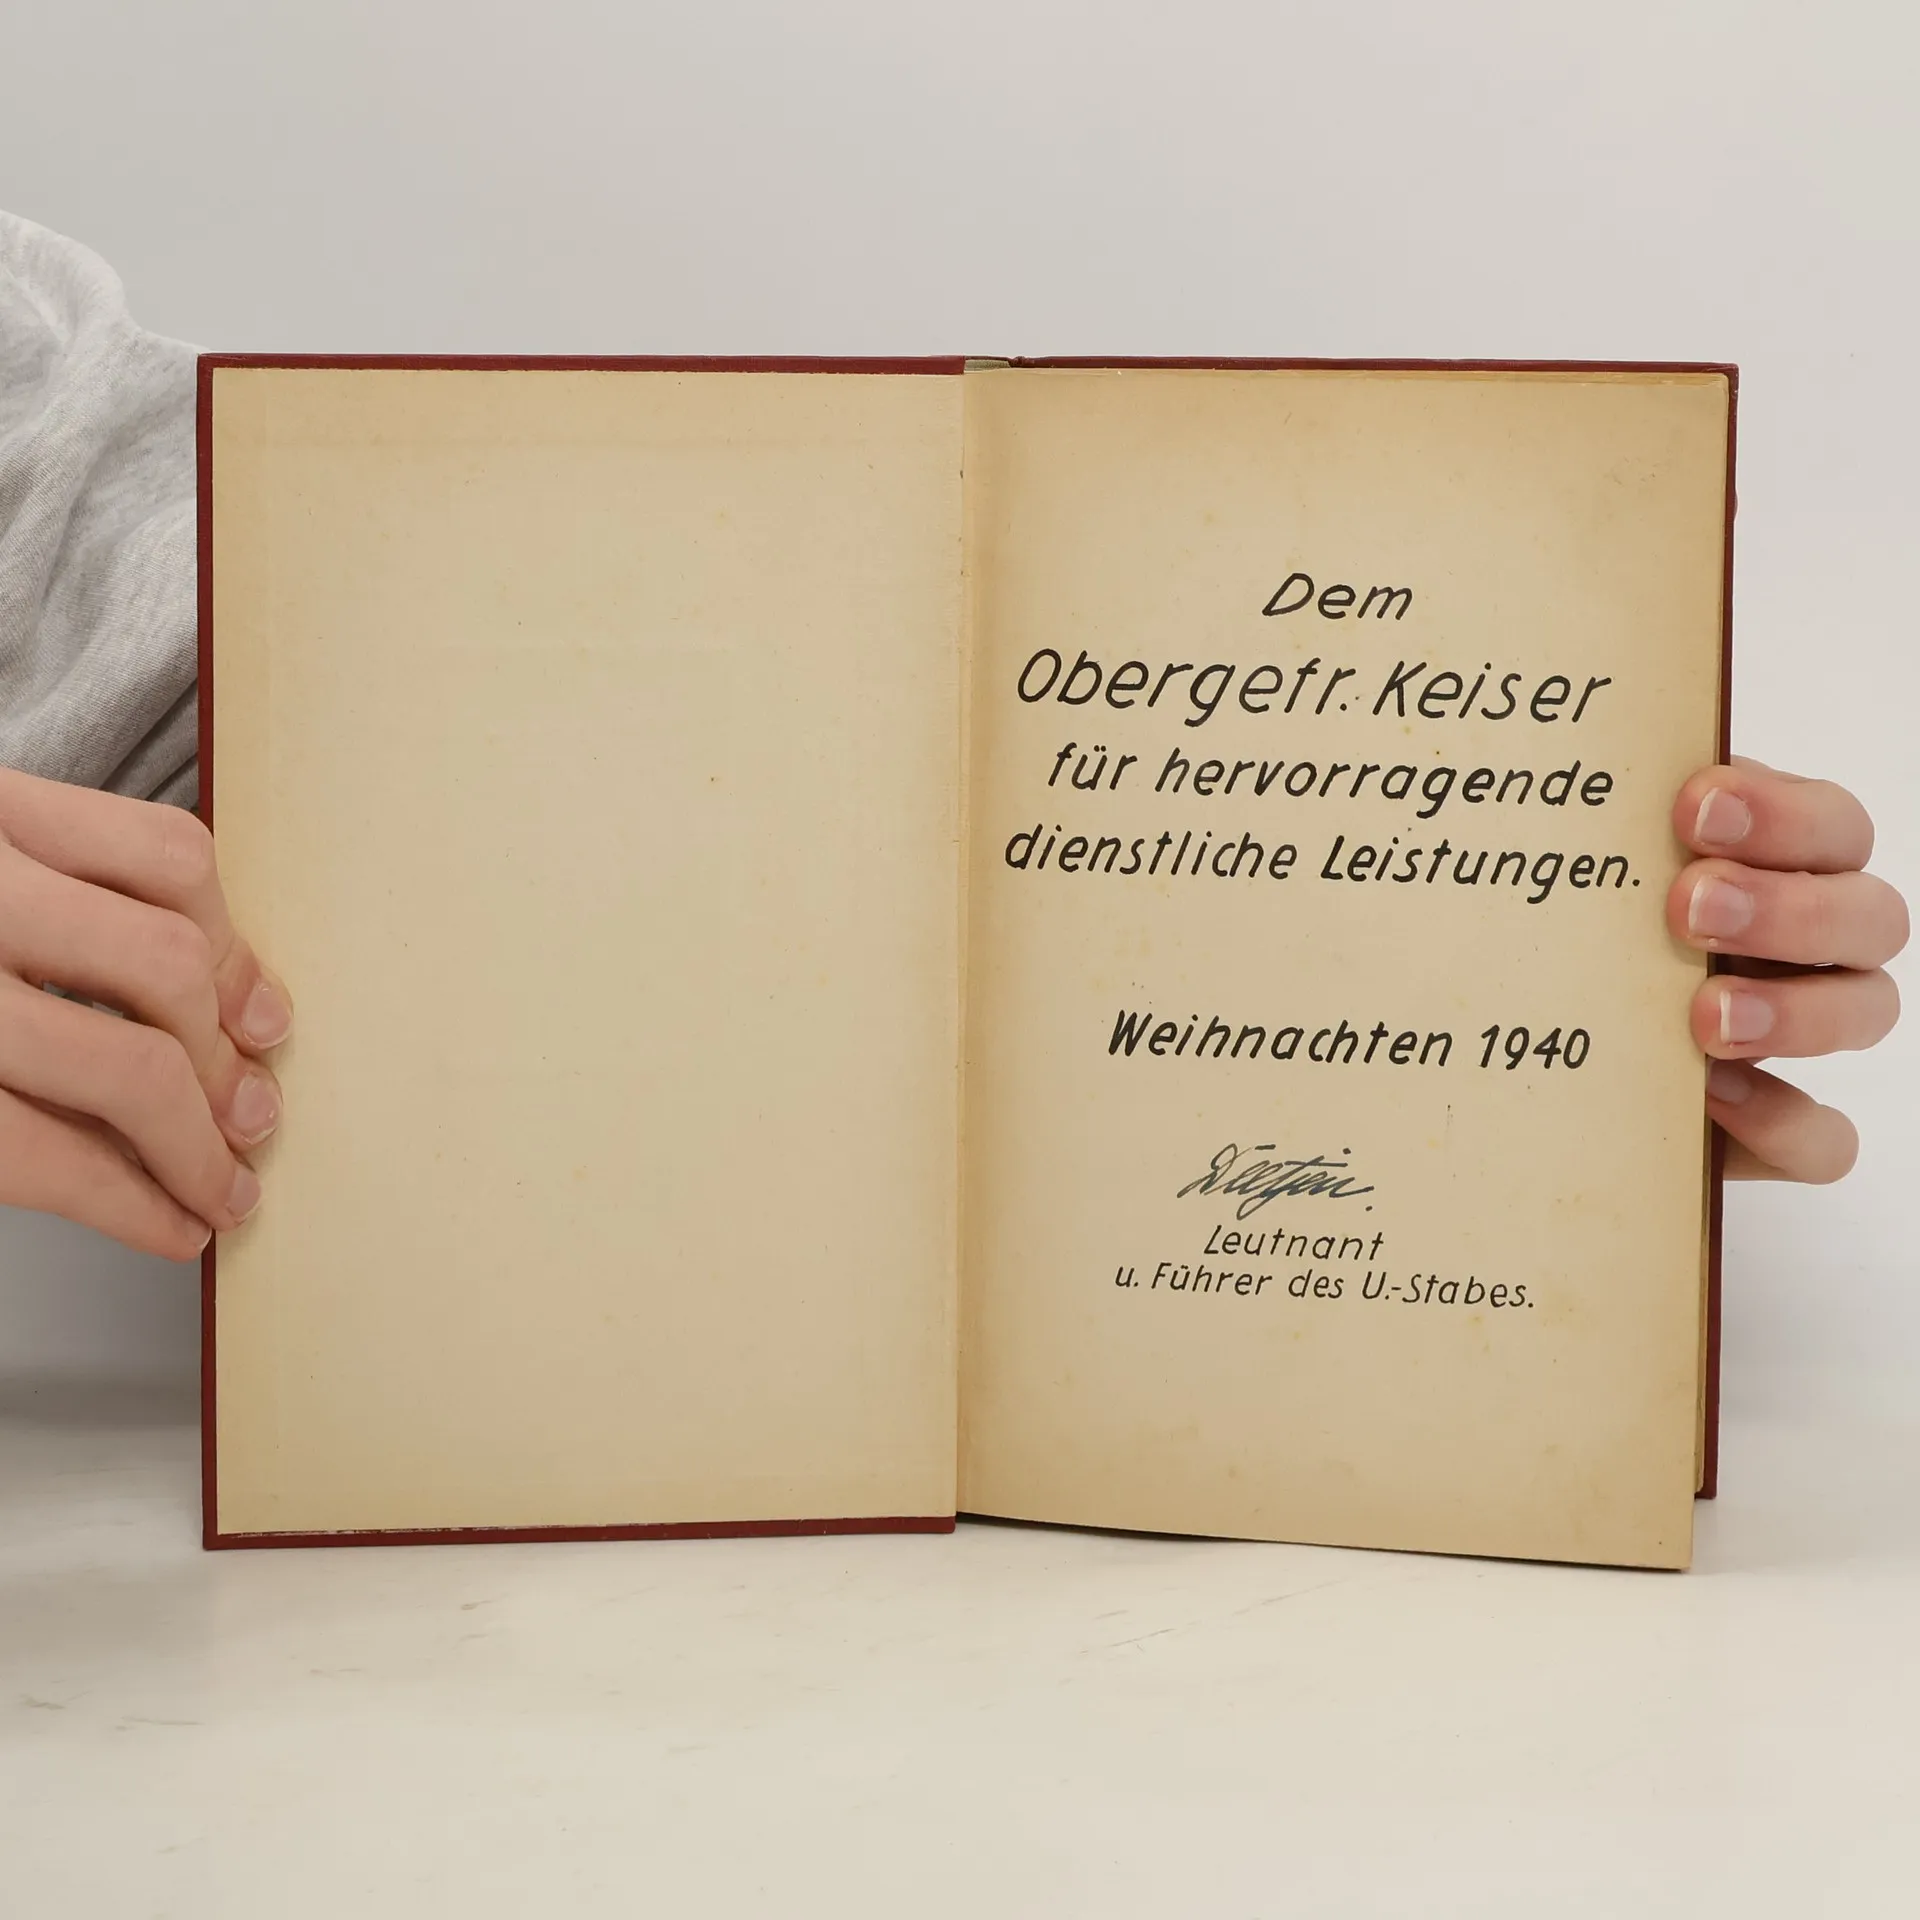 Dem
Obergefr. Keiser
für hervorragende
dienstliche Leistungen.
Weihnachten 1940
Leutnant
u. Führer des U.-Stabes.